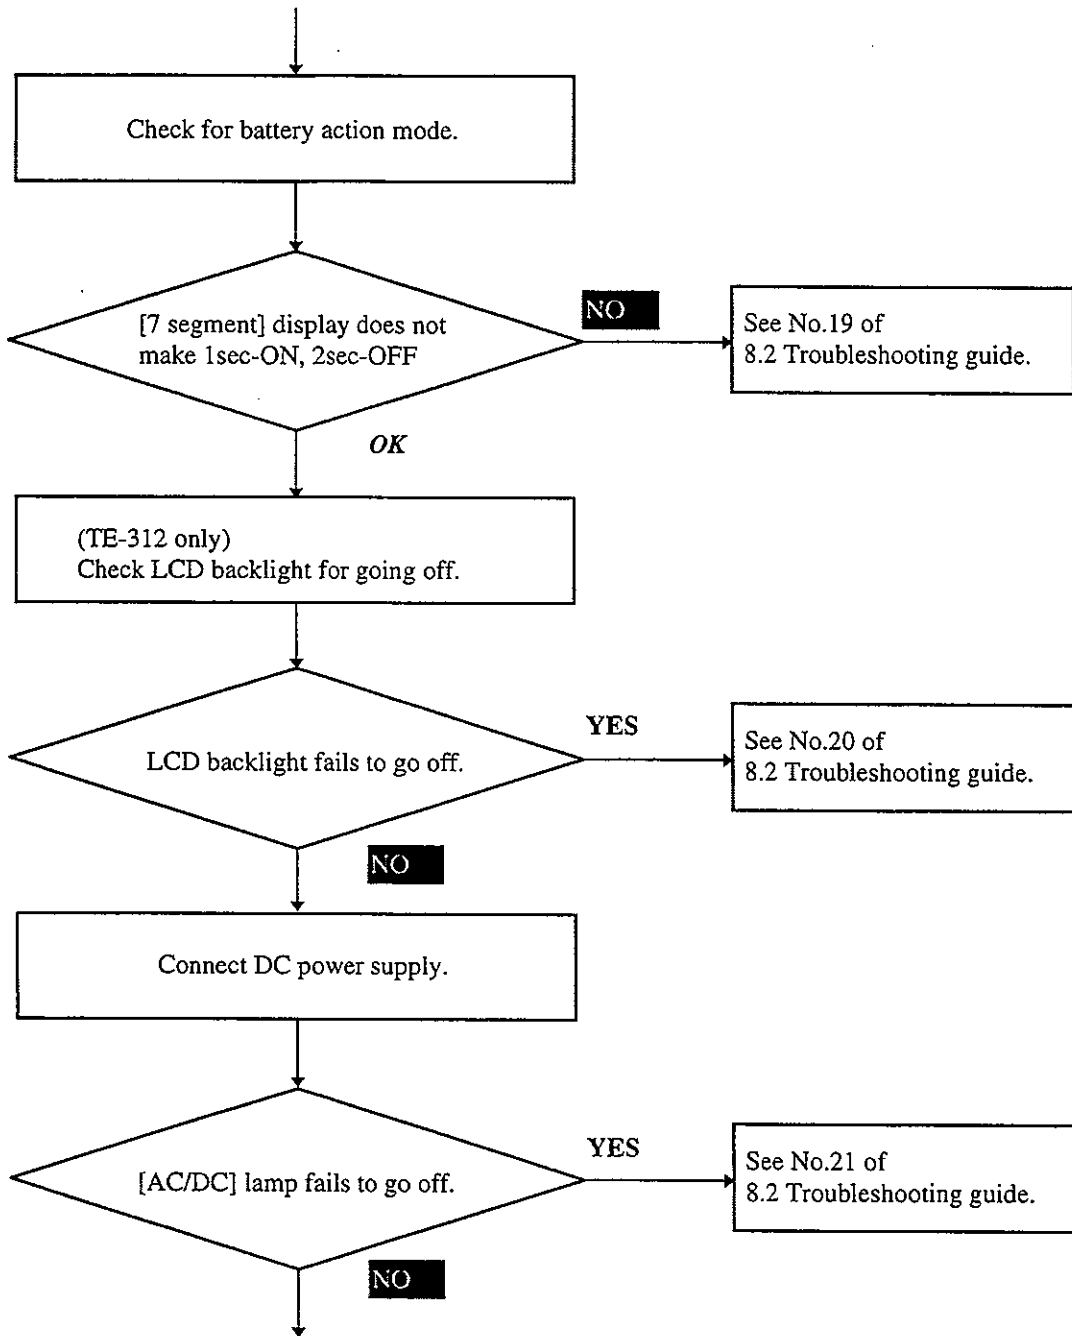 Check for battery action mode.
[7 segment] display does not
make 1sec-ON, 2sec-OFF
NO
See No.19 of
8.2 Troubleshooting guide.
OK
(TE-312 only)
Check LCD backlight for going off.
LCD backlight fails to go off.
YES
See No.20 of
8.2 Troubleshooting guide.
NO
Connect DC power supply.
[AC/DC] lamp fails to go off.
YES
See No.21 of
8.2 Troubleshooting guide.
NO